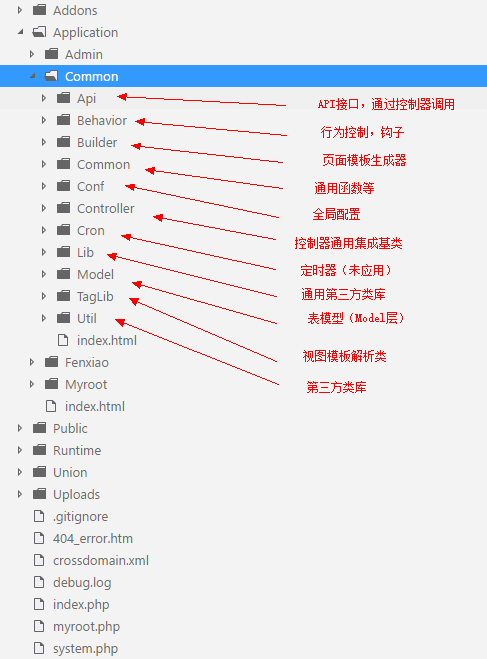 Addons
Application
Admin
Common
Api
API接口，通过控制器调用
Behavior
行为控制，钩子
Builder
页面模板生成器
Common
通用函数等
Conf
全局配置
Controller
控制器通用集成基类
Cron
定时器（未应用）
Lib
通用第三方类库
Model
表模型（Model层）
TagLib
视图模板解析类
Util
第三方类库
index.html
Fenxiao
Myroot
index.html
Public
Runtime
Union
Uploads
.gitignore
404_error.htm
crossdomain.xml
debug.log
index.php
myroot.php
system.php